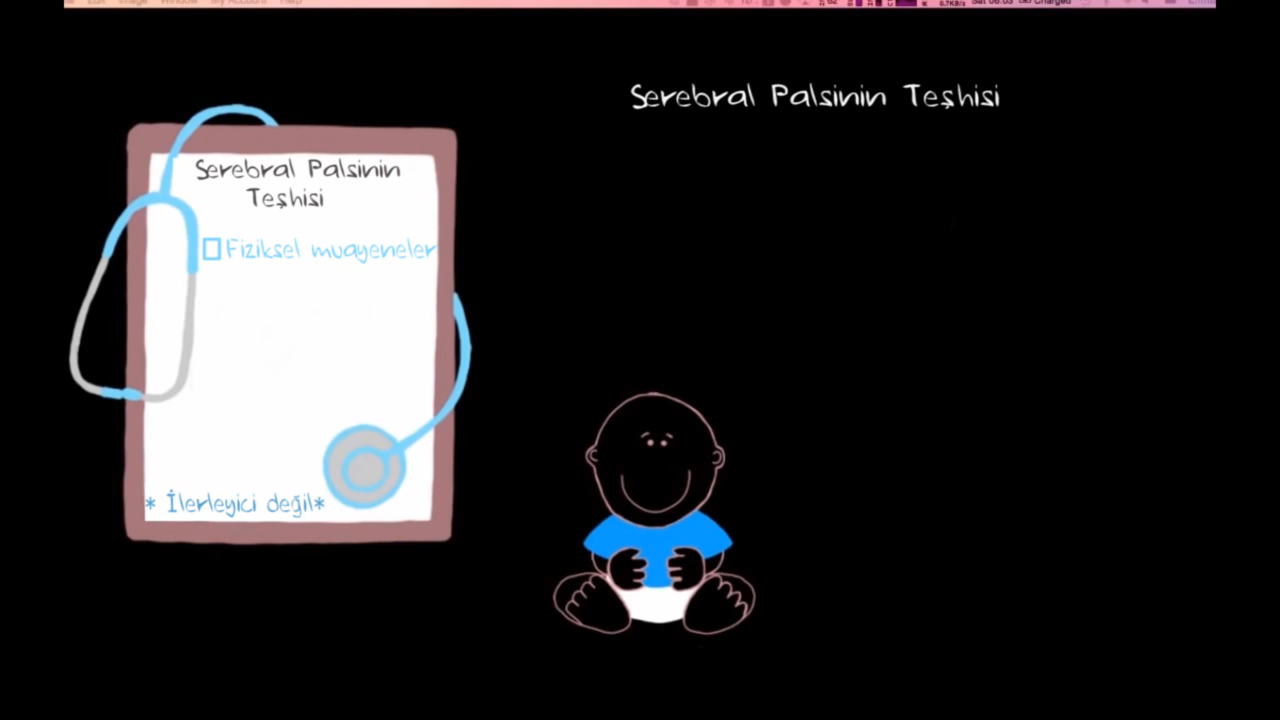 Serebral Palsinin Teşhisi
Serebral Palsinin
Teşhisi
Fiziksel muayeneler
* İlerleyici değil*